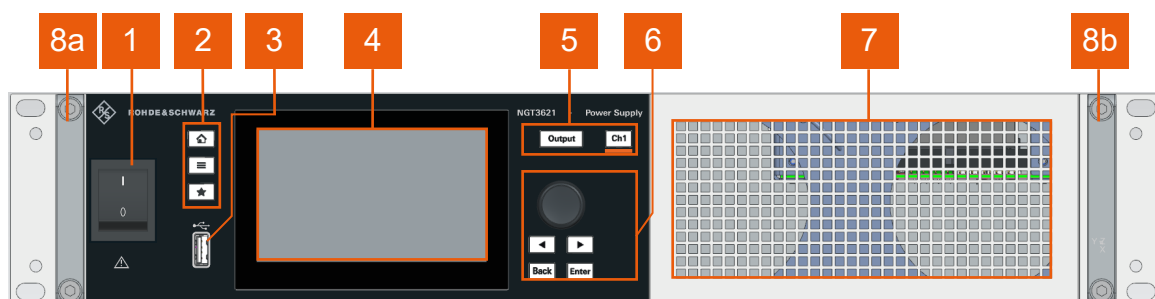 8a 1 2 3 4 5 6 7 8b
R S ROHDE&SCHWARZ
NGT3621 Power Supply
Output Ch1
I
0
Back Enter